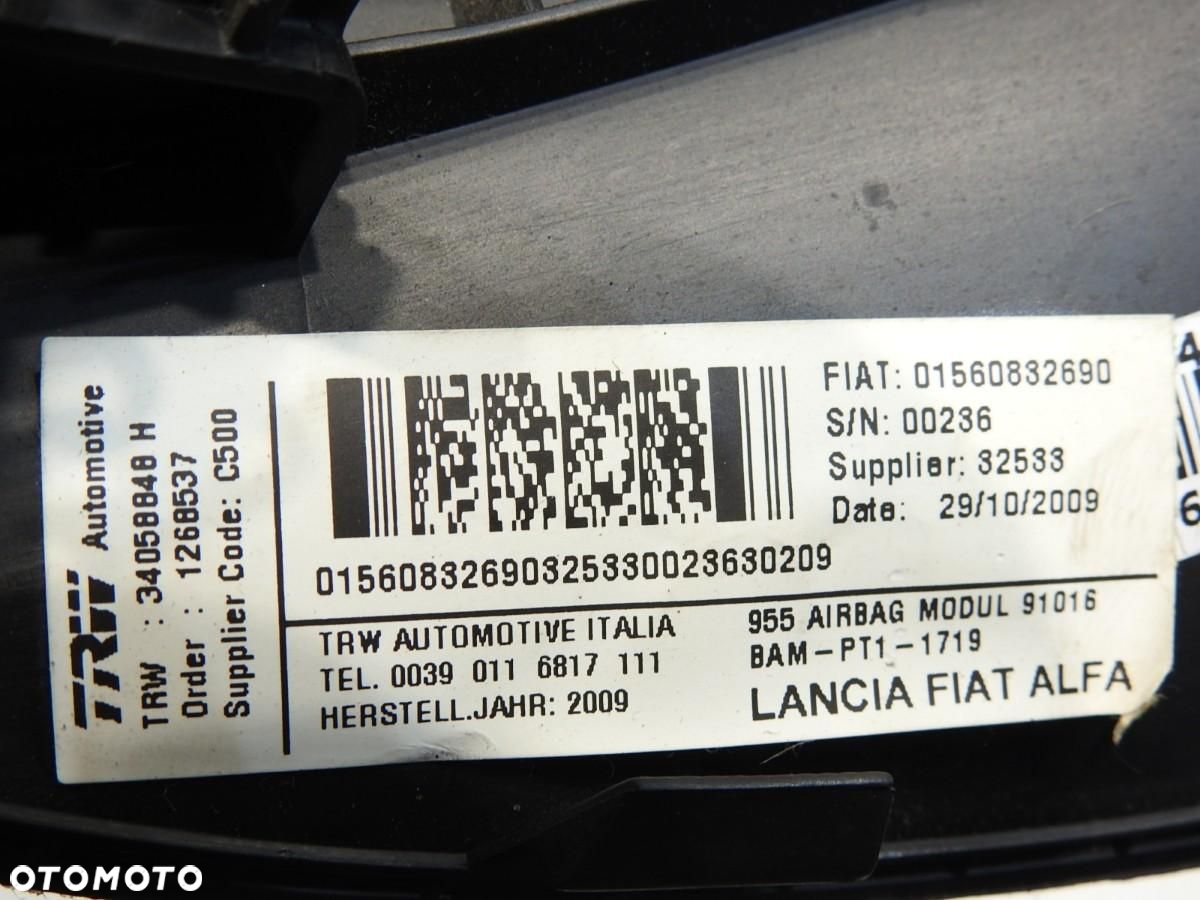 TRW Automotive
TRW : 34058848 H
Order : 1268537
Supplier Code: C500
FIAT: 01560832690
S/N: 00236
Supplier: 32533
Date: 29/10/2009
01560832690325330023630209
TRW AUTOMOTIVE ITALIA
TEL. 0039 011 6817 111
HERSTELL.JAHR: 2009
955 AIRBAG MODUL 91016
BAM-PT1-1719
LANCIA FIAT ALFA
4
6
OTOMOTO